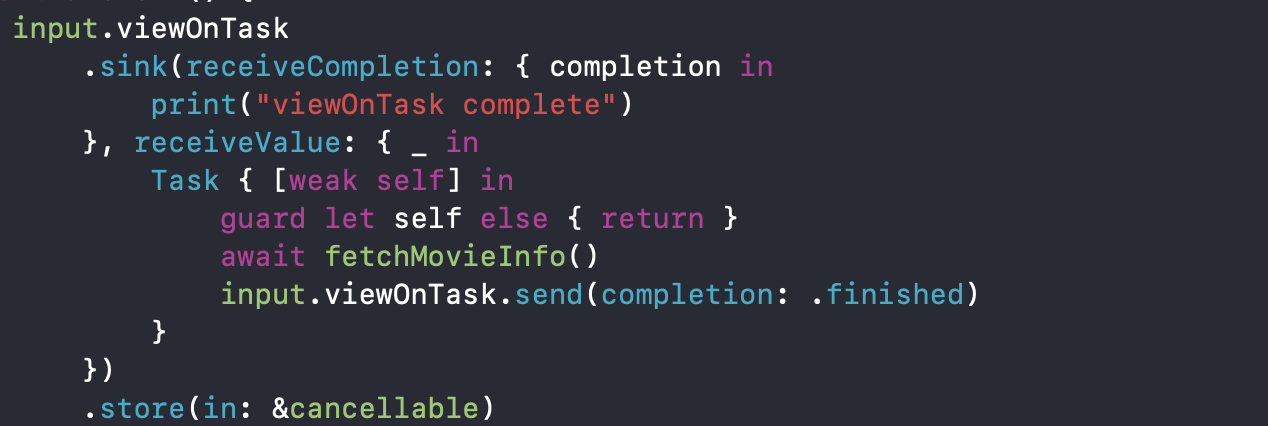 input.viewOnTask
.sink(receiveCompletion: { completion in
print("viewOnTask complete")
}, receiveValue: { _ in
Task { [weak self] in
guard let self else { return }
await fetchMovieInfo()
input.viewOnTask.send(completion: .finished)
}
})
.store(in: &cancellable)